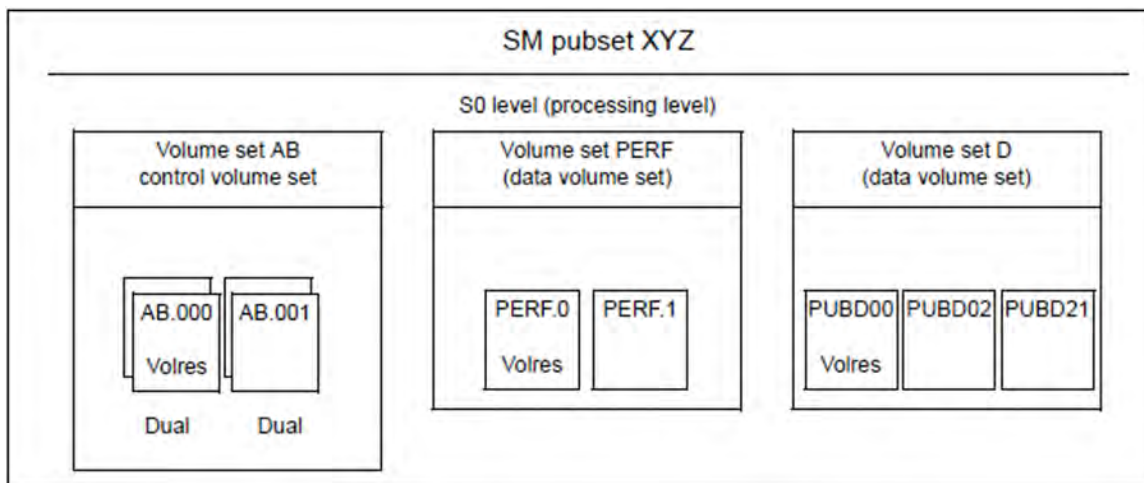 SM pubset XYZ
S0 level (processing level)
Volume set AB
control volume set
Volume set PERF
(data volume set)
Volume set D
(data volume set)
AB.000
AB.001
Volres
Dual
Dual
PERF.0
PERF.1
Volres
PUBD00
PUBD02
PUBD21
Volres